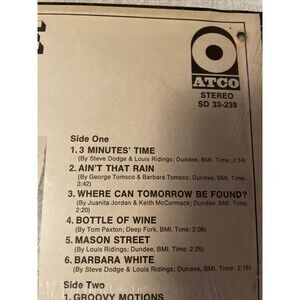 ATCO
STEREO
SD 33-239
Side One
1. 3 MINUTES' TIME
(By Steve Dodge & Louis Ridings; Dundee, BMI. Time: 2:14)
2. AIN'T THAT RAIN
(By George Tomsco & Barbara Tomsco; Dundee, BMI. Time:
3:42)
3. WHERE CAN TOMORROW BE FOUND?
(By Juanita Jordan & Keith McCormack; Dundee, BMI. Time:
2:20)
4. BOTTLE OF WINE
(By Tom Paxton; Deep Fork, BMI. Time: 2:08)
5. MASON STREET
(By Louis Ridings; Dundee, BMI. Time: 2:26)
6. BARBARA WHITE
(By Steve Dodge & Louis Ridings; Dundee, BMI. Time: 2:18)
Side Two
1. GROOVY MOTIONS